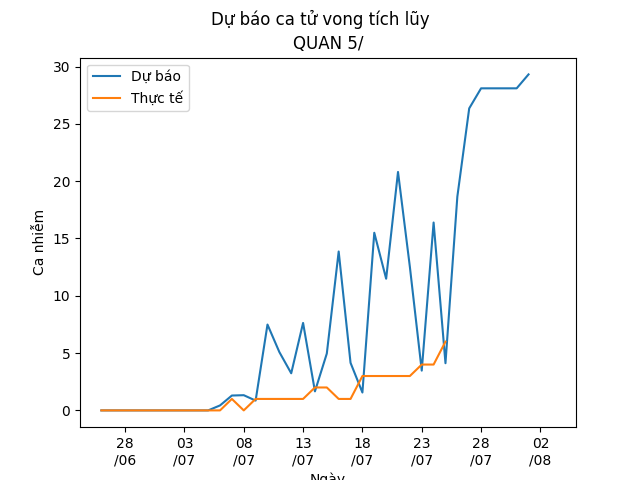 Dự báo ca tử vong tích lũy
QUAN 5/
Dự báo
Thực tế
Ca nhiễm
30
25
20
15
10
5
0
28 03 08 13 18 23 28 02
/06 /07 /07 /07 /07 /07 /07 /08
Ngày